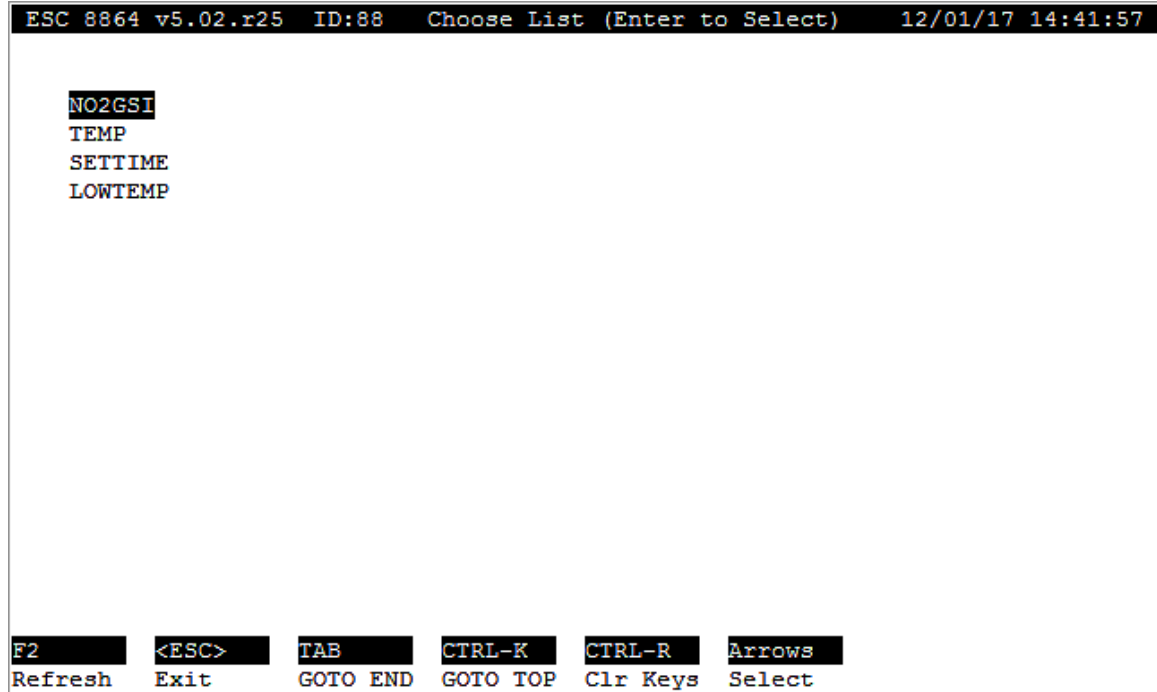 ESC 8864 v5.02.r25 ID:88 Choose List (Enter to Select) 12/01/17 14:41:57
NO2GSI
TEMP
SETTIME
LOWTEMP
F2 <ESC> TAB CTRL-K CTRL-R Arrows
Refresh Exit GOTO END GOTO TOP Clr Keys Select